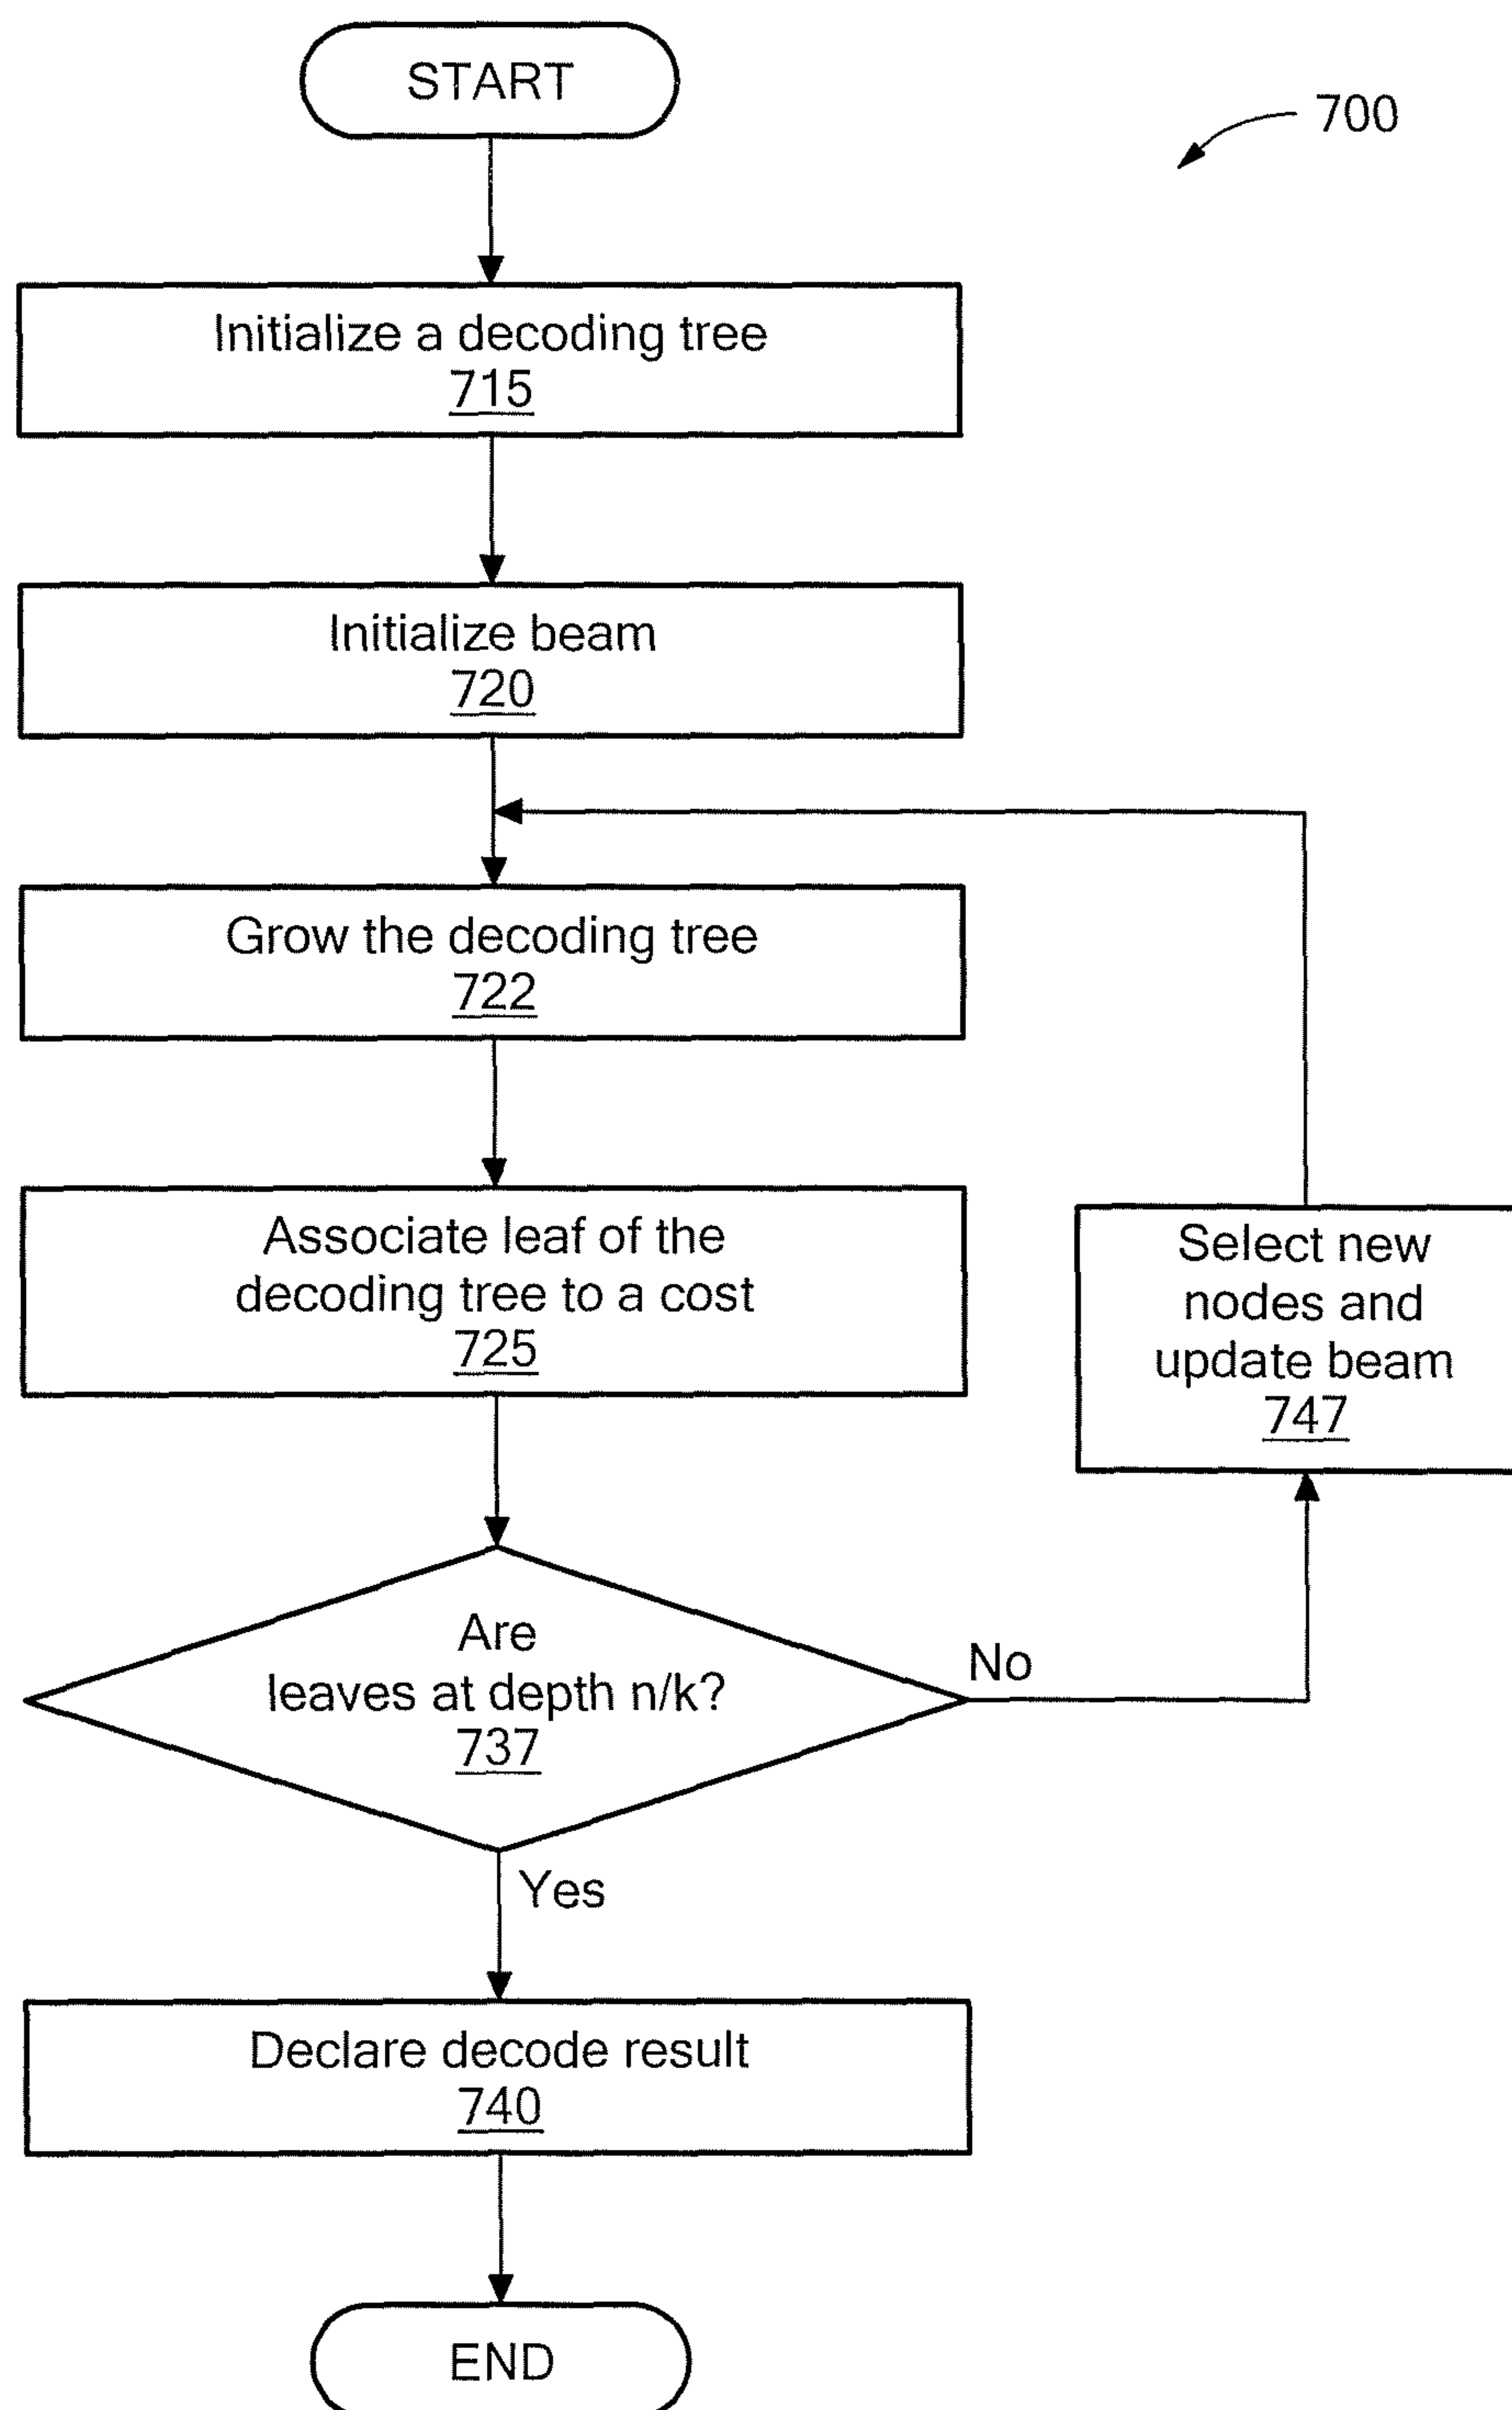 START
700
Initialize a decoding tree
715
Initialize beam
720
Grow the decoding tree
722
Associate leaf of the
decoding tree to a cost
725
Select new
nodes and
update beam
747
Are
leaves at depth n/k?
737
No
Yes
Declare decode result
740
END